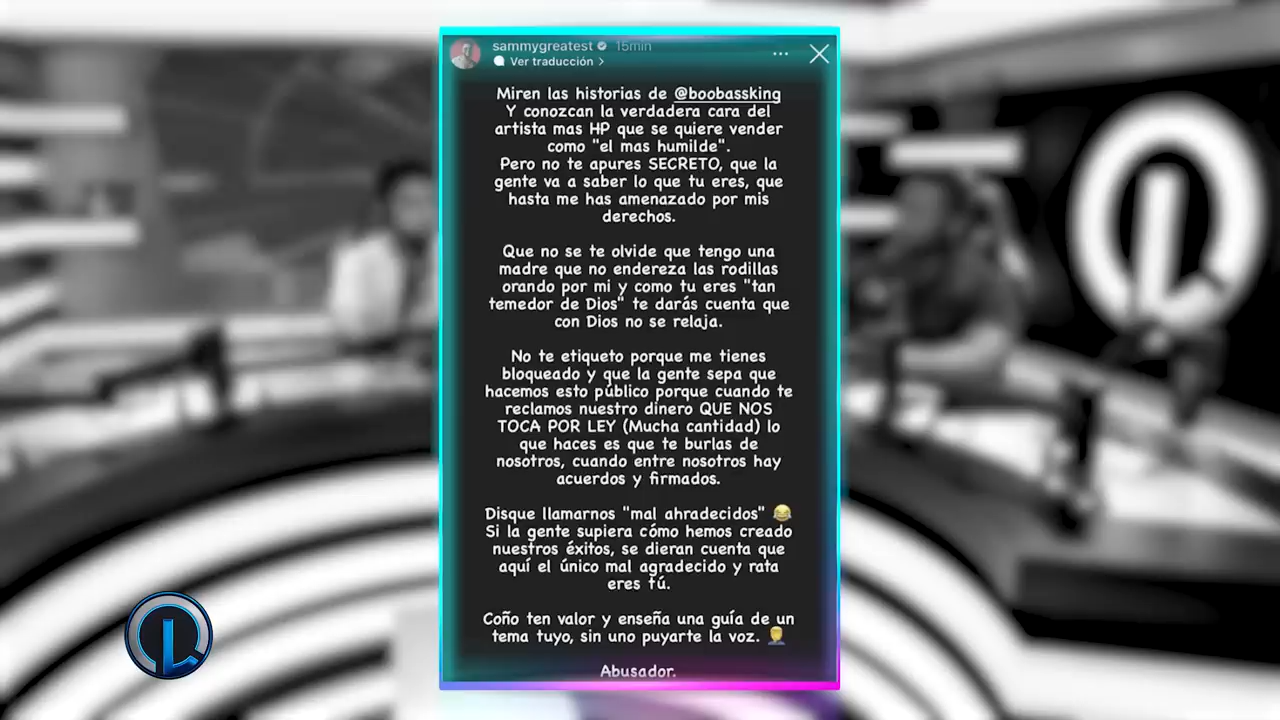 sammygreatest 15min
Ver traducción >
Miren las historias de @boobassking
Y conozcan la verdadera cara del
artista mas HP que se quiere vender
como "el mas humilde".
Pero no te apures SECRETO, que la
gente va a saber lo que tu eres, que
hasta me has amenazado por mis
derechos.
Que no se te olvide que tengo una
madre que no endereza las rodillas
orando por mi y como tu eres "tan
temedor de Dios" te darás cuenta que
con Dios no se relaja.
No te etiqueto porque me tienes
bloqueado y que la gente sepa que
hacemos esto público porque cuando te
reclamos nuestro dinero QUE NOS
TOCA POR LEY (Mucha cantidad) lo
que haces es que te burlas de
nosotros, cuando entre nosotros hay
acuerdos y firmados.
Disque llamarnos "mal ahradecidos" 😂
Si la gente supiera cómo hemos creado
nuestros éxitos, se dieran cuenta que
aquí el único mal agradecido y rata
eres tú.
Coño ten valor y enseña una guía de un
tema tuyo, sin uno puyarte la voz. 🤦‍♂️
Abusador.